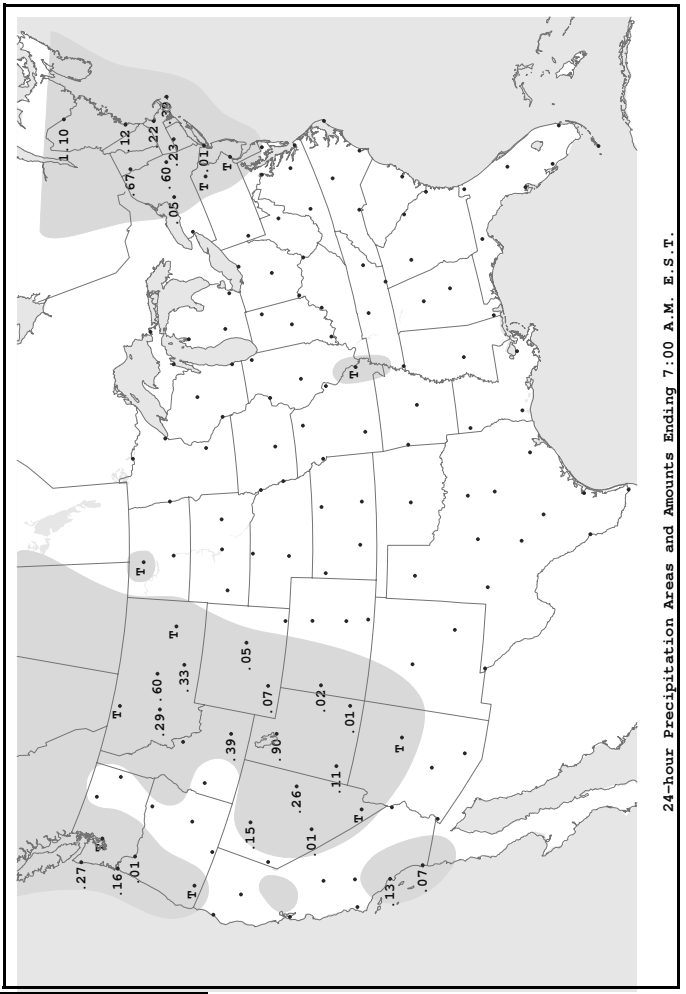 1.10
.27
T
.16
T
.12
.67
.01
T
.22
.29
.60
.60
.39
T
.05
.23
.33
T
T
.01
T
.39
.15
.05
.07
.90
.26
.01
.02
.11
.01
T
T
.13
T
.07
24-hour Precipitation Areas and Amounts Ending 7:00 A.M. E.S.T.